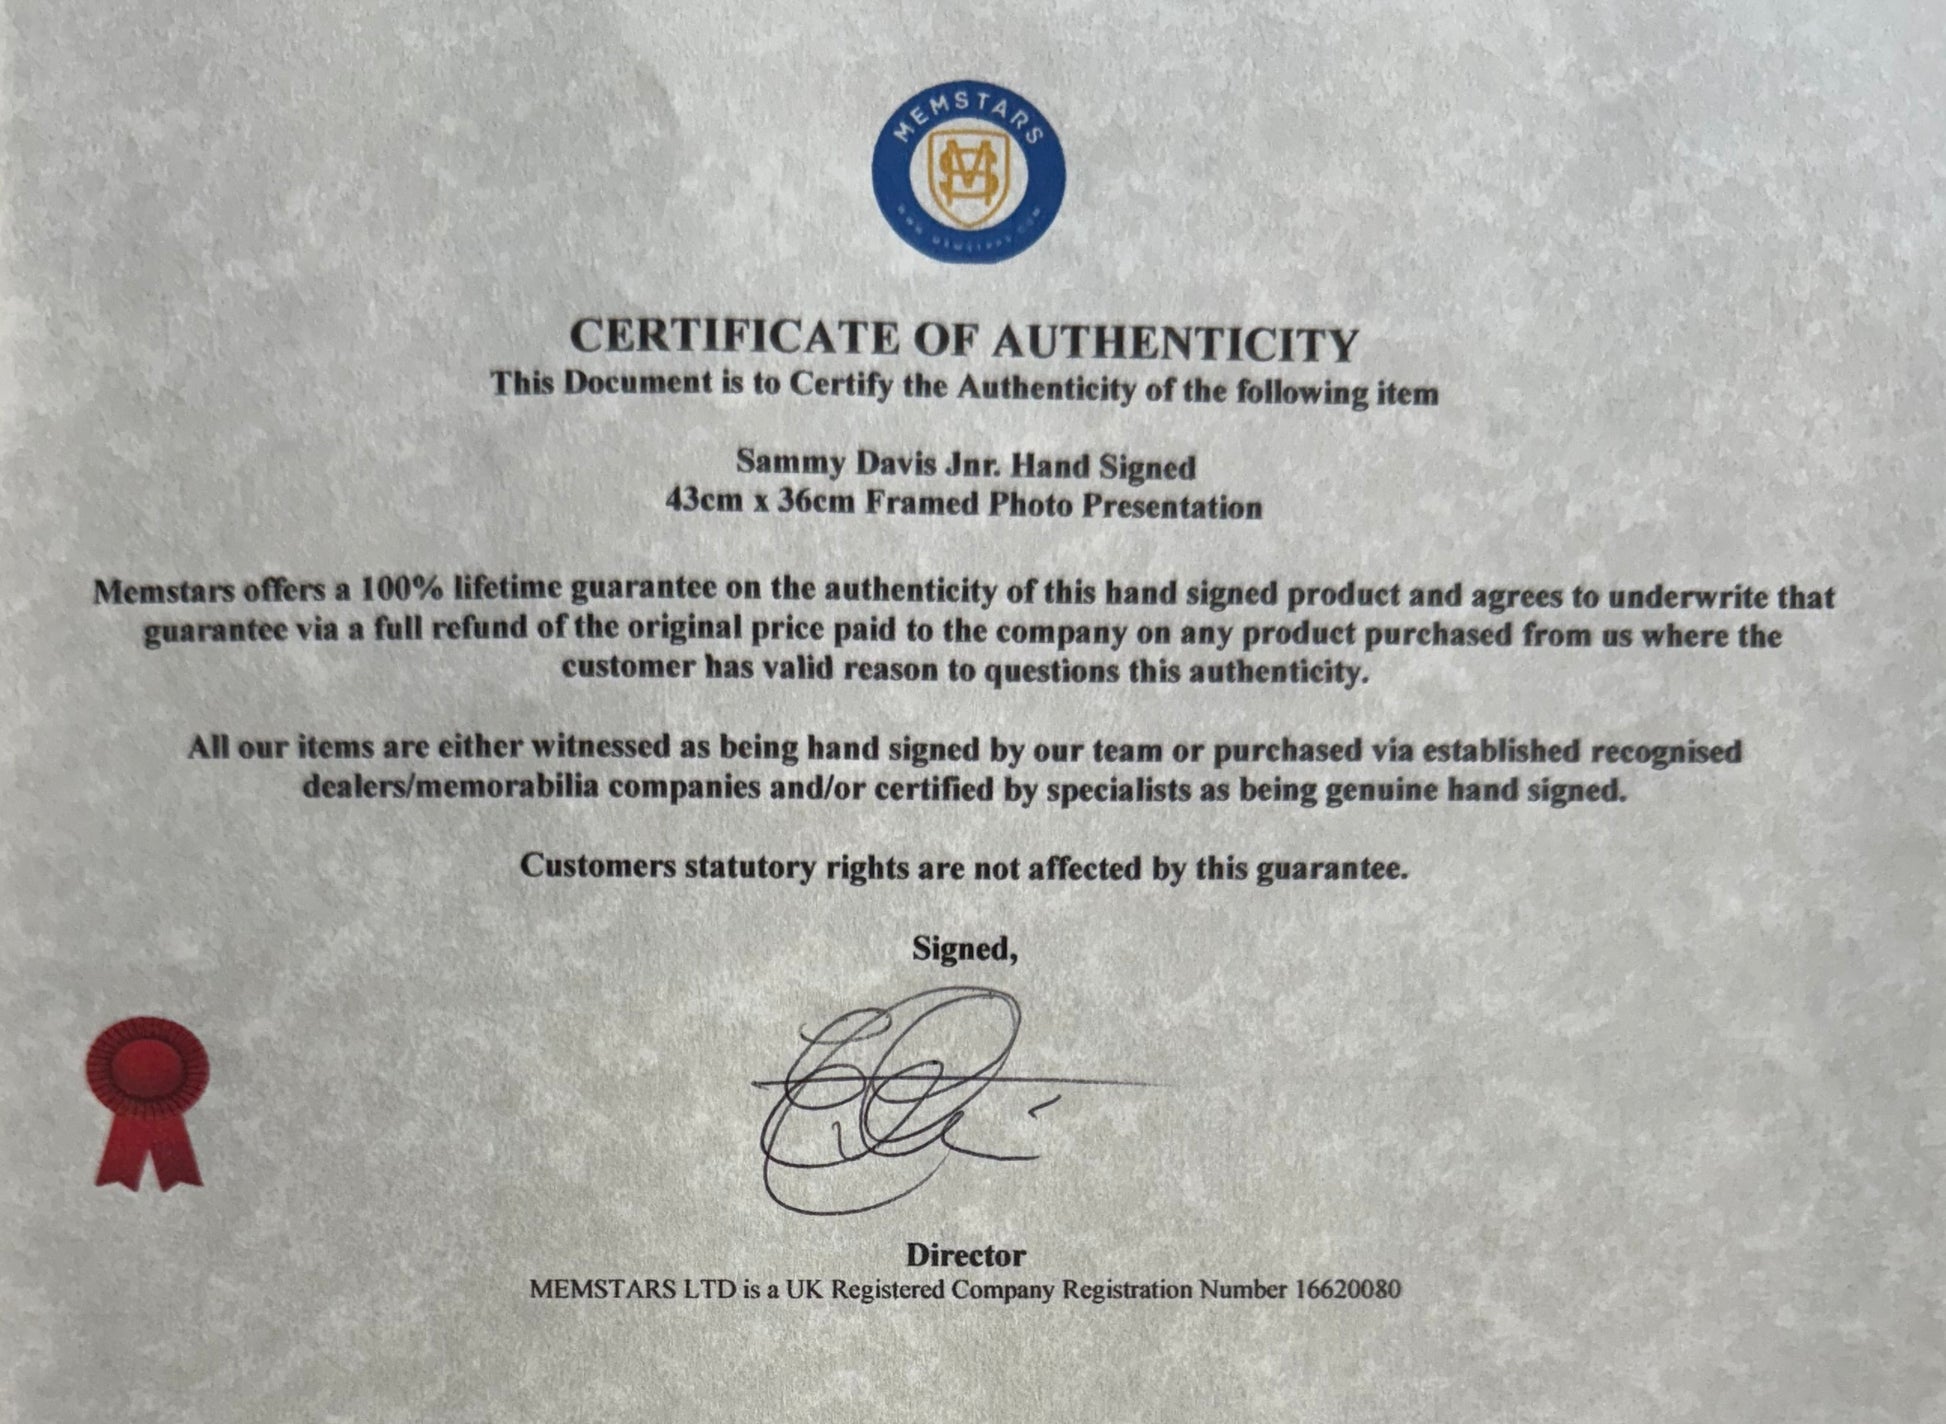 MEMSTARS
MS
WWW.MEMSTARS.COM
CERTIFICATE OF AUTHENTICITY
This Document is to Certify the Authenticity of the following item
Sammy Davis Jnr. Hand Signed
43cm x 36cm Framed Photo Presentation
Memstars offers a 100% lifetime guarantee on the authenticity of this hand signed product and agrees to underwrite that
guarantee via a full refund of the original price paid to the company on any product purchased from us where the
customer has valid reason to questions this authenticity.
All our items are either witnessed as being hand signed by our team or purchased via established recognised
dealers/memorabilia companies and/or certified by specialists as being genuine hand signed.
Customers statutory rights are not affected by this guarantee.
Signed,
Director
MEMSTARS LTD is a UK Registered Company Registration Number 16620080